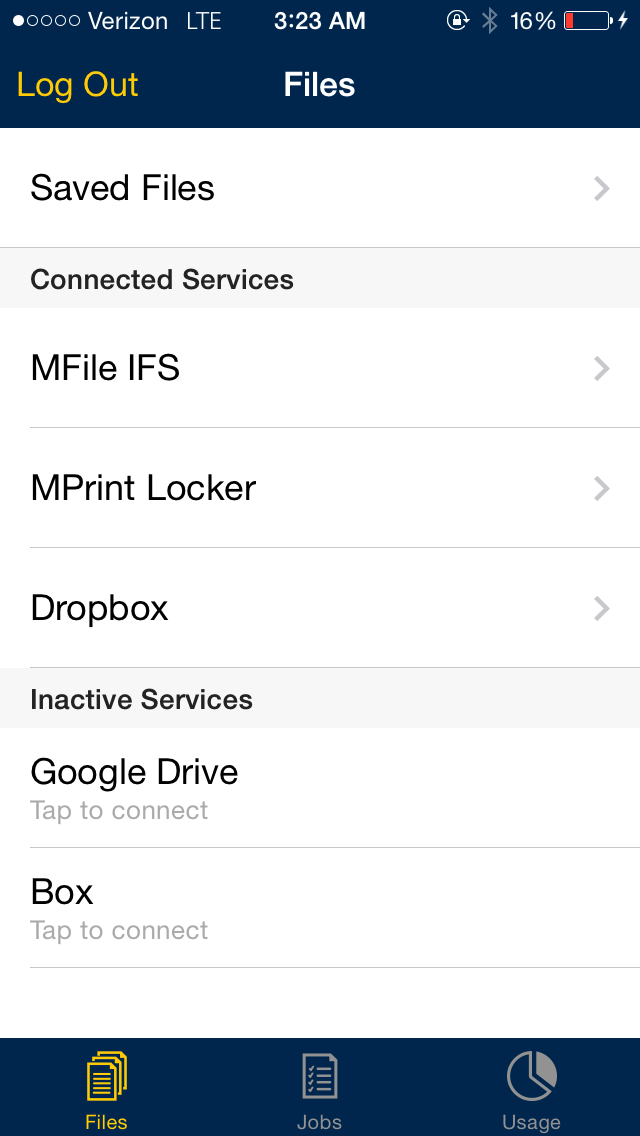 Verizon LTE 3:23 AM 16%
Log Out Files
Saved Files
Connected Services
MFile IFS
MPrint Locker
Dropbox
Inactive Services
Google Drive
Tap to connect
Box
Tap to connect
Files Jobs Usage